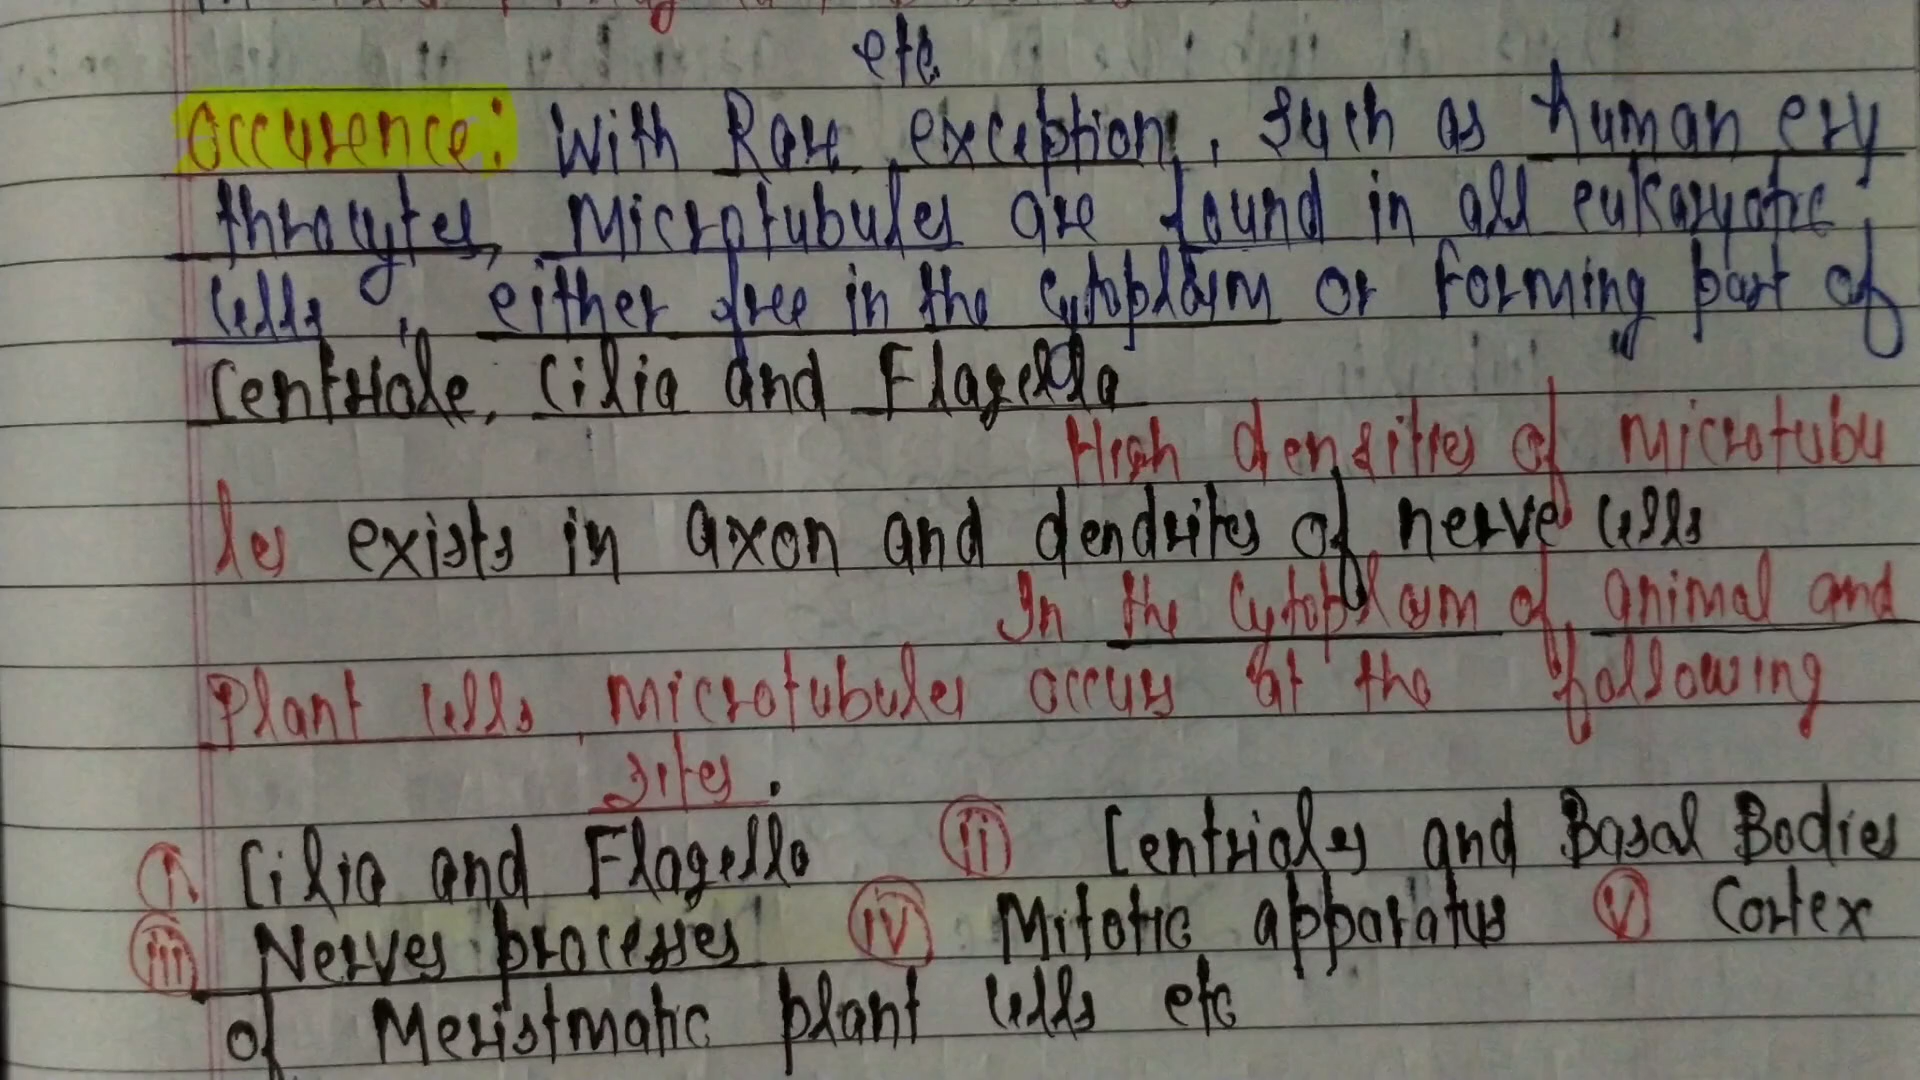 etc
Occurence: With Rare exception, such as human ery
throcytes, Microtubules are found in all eukaryotic
cells, either free in the cytoplasm or Forming part of
Centriole, Cilia and Flagella
High densities of microtubu
les exists in axon and dendrites of nerve cells
In the cytoplasm of animal and
Plant cells microtubules occurs at the following
sites.
(i) Cilia and Flagella (ii) Centrioles and Basal Bodies
(iii) Nerves processes (iv) Mitotic apparatus (v) Cortex
of Meristmatic plant cells etc